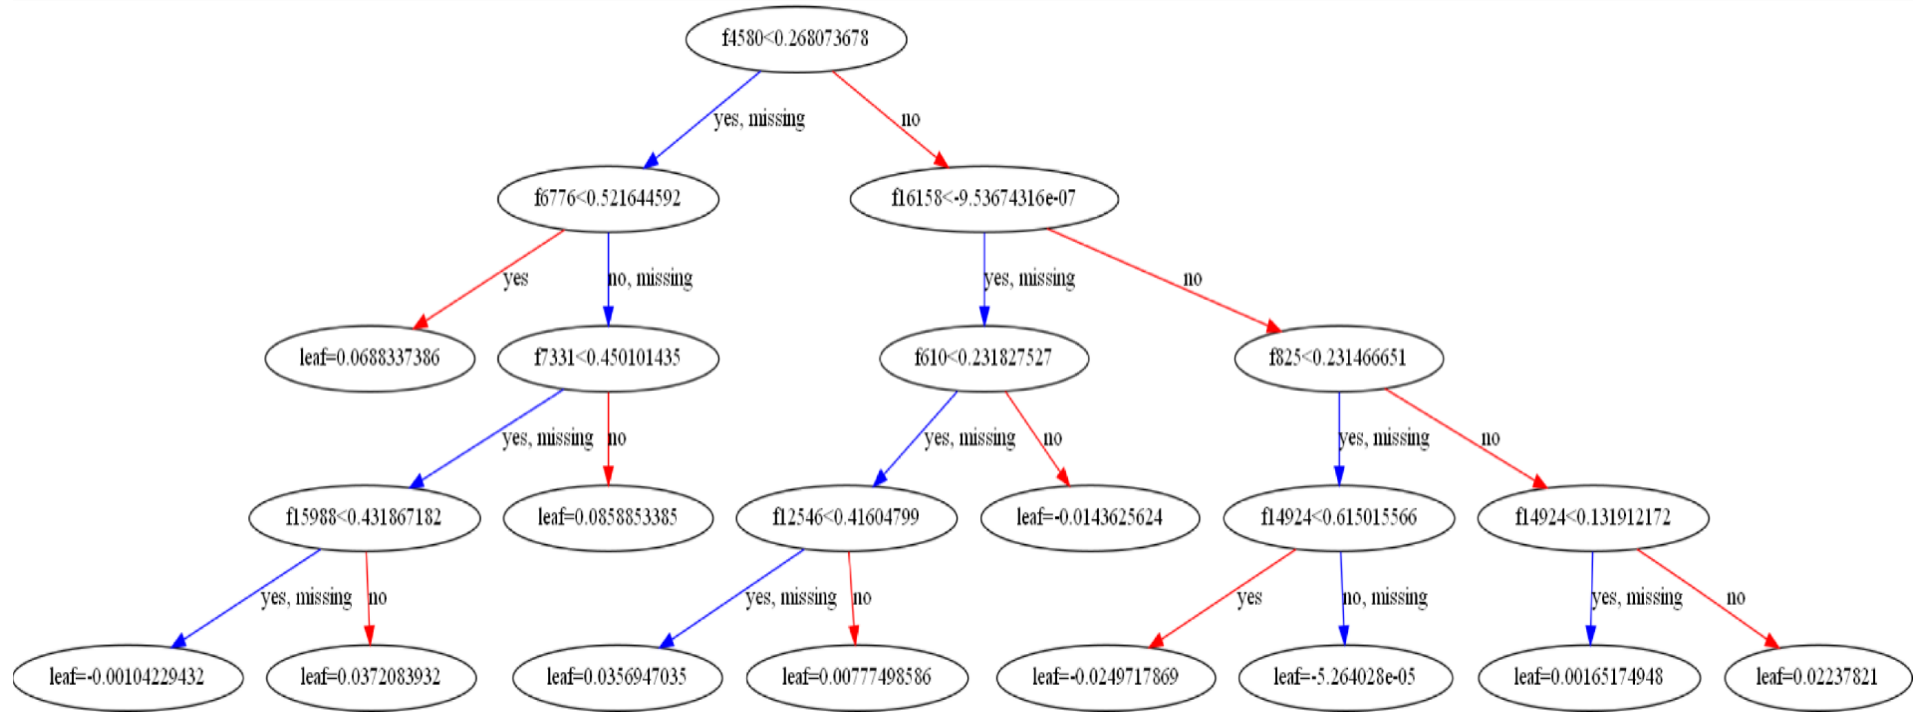 f4580<0.268073678
yes, missing
no
f6776<0.521644592
f16158<-9.53674316e-07
yes
no, missing
yes, missing
no
leaf=0.0688337386
f7331<0.450101435
f610<0.231827527
f825<0.231466651
yes, missing
no
yes, missing
no
yes, missing
no
f15988<0.431867182
leaf=0.0858853385
f12546<0.41604799
leaf=-0.0143625624
f14924<0.615015566
f14924<0.131912172
yes, missing
no
yes, missing
no
yes
no, missing
yes, missing
no
leaf=-0.00104229432
leaf=0.0372083932
leaf=0.0356947035
leaf=0.00777498586
leaf=-0.0249717869
leaf=-5.264028e-05
leaf=0.00165174948
leaf=0.02237821